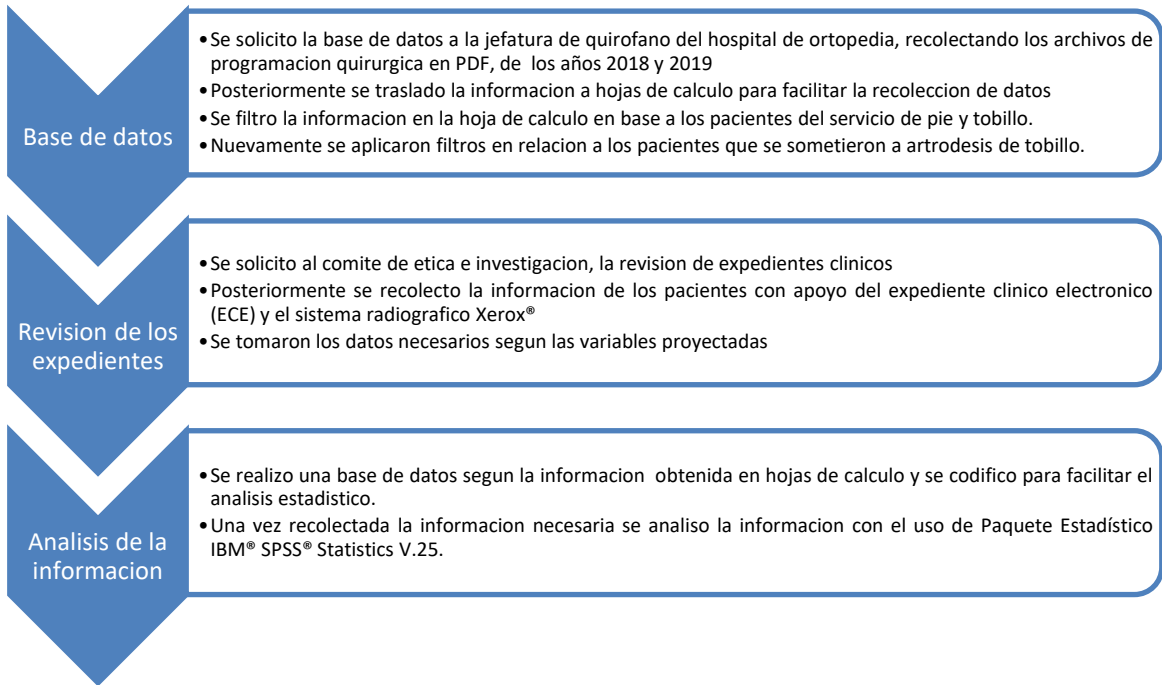 Base de datos
•Se solicito la base de datos a la jefatura de quirofano del hospital de ortopedia, recolectando los archivos de
programacion quirurgica en PDF, de los años 2018 y 2019
•Posteriormente se traslado la informacion a hojas de calculo para facilitar la recoleccion de datos
•Se filtro la informacion en la hoja de calculo en base a los pacientes del servicio de pie y tobillo.
•Nuevamente se aplicaron filtros en relacion a los pacientes que se sometieron a artrodesis de tobillo.
Revision de los
expedientes
•Se solicito al comite de etica e investigacion, la revision de expedientes clinicos
•Posteriormente se recolecto la informacion de los pacientes con apoyo del expediente clinico electronico
(ECE) y el sistema radiografico Xerox®
•Se tomaron los datos necesarios segun las variables proyectadas
Analisis de la
informacion
•Se realizo una base de datos segun la informacion obtenida en hojas de calculo y se codifico para facilitar el
analisis estadistico.
•Una vez recolectada la informacion necesaria se analiso la informacion con el uso de Paquete Estadístico
IBM® SPSS® Statistics V.25.